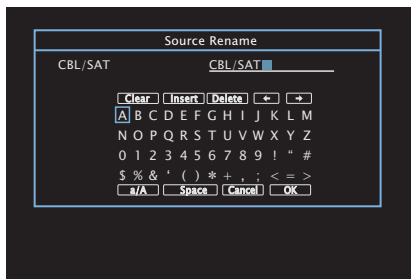 Source Rename
CBL/SAT CBL/SAT
Clear Insert Delete ← →
A B C D E F G H I J K L M
N O P Q R S T U V W X Y Z
0 1 2 3 4 5 6 7 8 9 ! “ #
$ % & ‘ ( ) * + , ; < = >
a/A Space Cancel OK